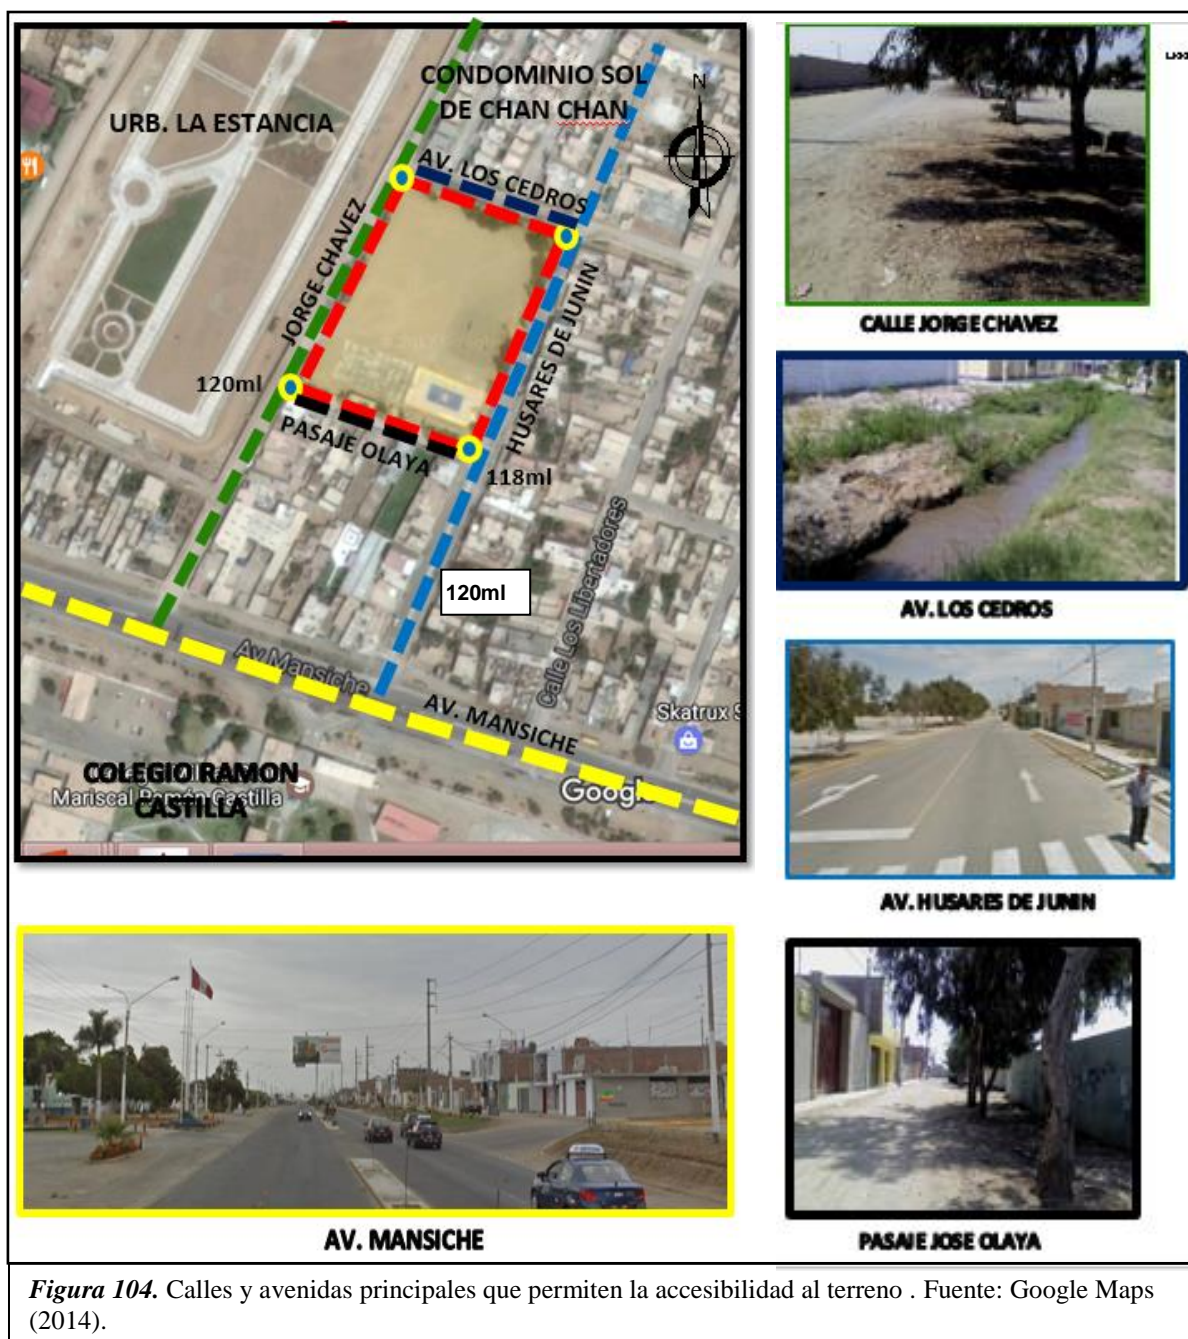 CONDOMINIO SOL
DE CHAN CHAN
N
URB. LA ESTANCIA
AV. LOS CEDROS
JORGE CHAVEZ
HUSARES DE JUNIN
120ml
PASAJE OLAYA
118ml
120ml
Calle Los Libertadores
Av Mansiche
AV. MANSICHE
Skatrux S
Google
COLEGIO RAMON
Mariscal Ramón Castilla
CASTILLA
CALLE JORGE CHAVEZ
AV. LOS CEDROS
AV. HUSARES DE JUNIN
AV. MANSICHE
PASAJE JOSE OLAYA
Figura 104. Calles y avenidas principales que permiten la accesibilidad al terreno . Fuente: Google Maps
(2014).